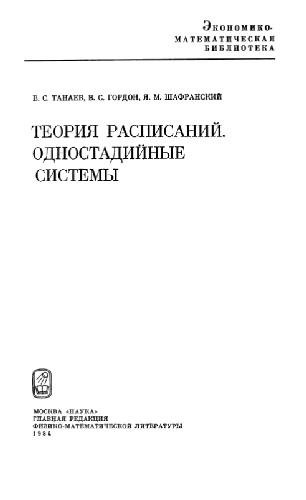 ЭКОНОМИКО-
МАТЕМАТИЧЕСКАЯ
БИБЛИОТЕКА
В. С. ТАНАЕВ, В. С. ГОРДОН, Я. М. ШАФРАНСКИЙ
ТЕОРИЯ РАСПИСАНИЙ.
ОДНОСТАДИЙНЫЕ
СИСТЕМЫ
МОСКВА «НАУКА»
ГЛАВНАЯ РЕДАКЦИЯ
ФИЗИКО-МАТЕМАТИЧЕСКОЙ ЛИТЕРАТУРЫ
1984